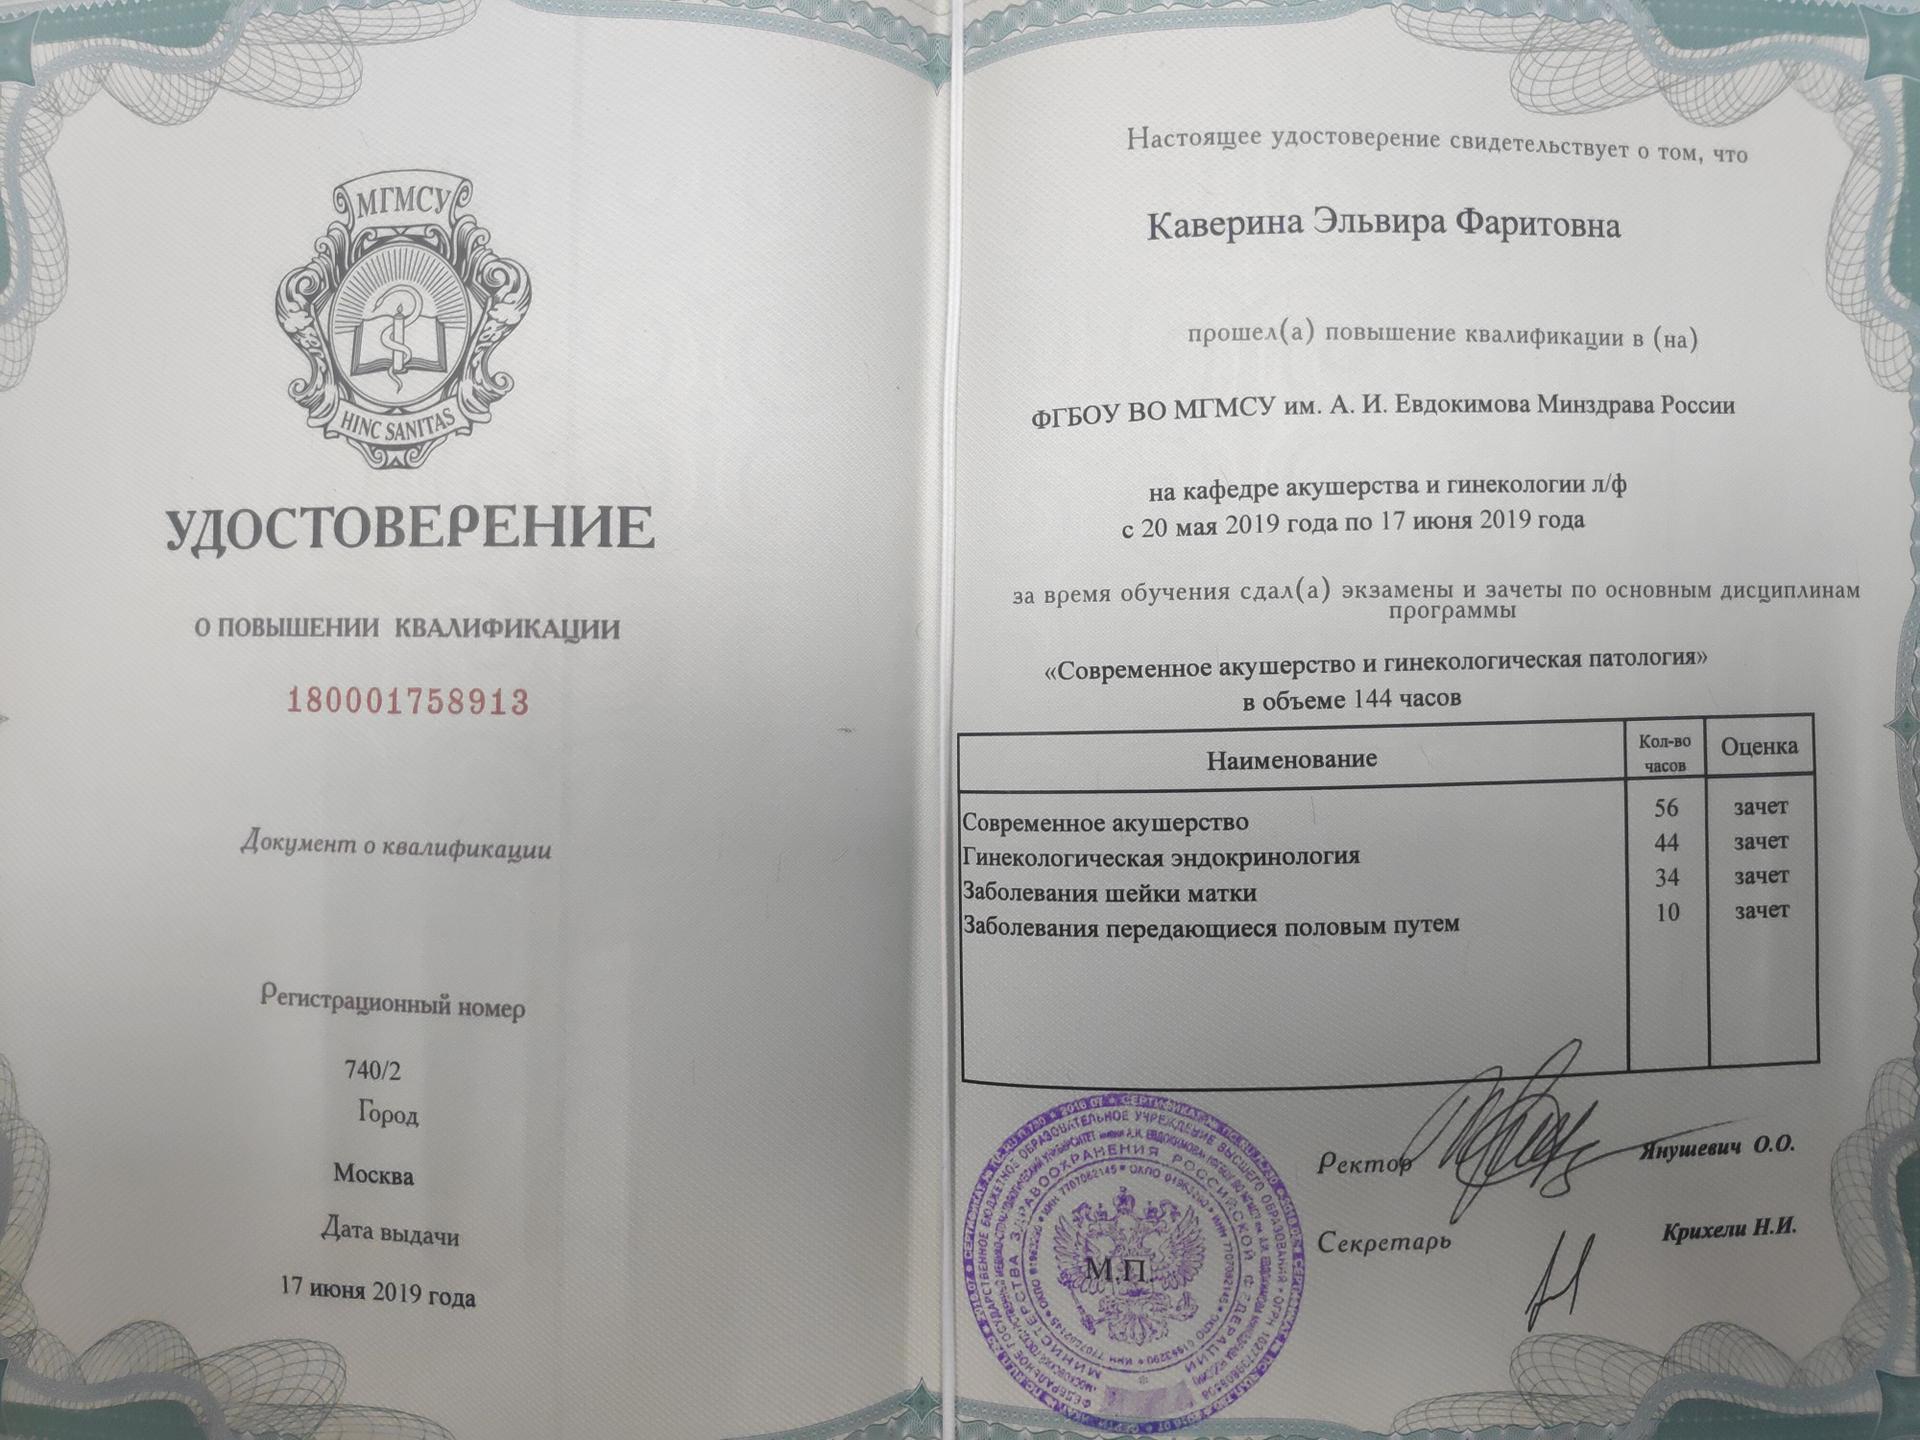 МГМСУ
HINC SANITAS
УДОСТОВЕРЕНИЕ
О ПОВЫШЕНИИ КВАЛИФИКАЦИИ
180001758913
Документ о квалификации
Регистрационный номер
740/2
Город
Москва
Дата выдачи
17 июня 2019 года
Настоящее удостоверение свидетельствует о том, что
Каверина Эльвира Фаритовна
прошел(а) повышение квалификации в (на)
ФГБОУ ВО МГМСУ им. А. И. Евдокимова Минздрава России
на кафедре акушерства и гинекологии л/ф
с 20 мая 2019 года по 17 июня 2019 года
за время обучения сдал(а) экзамены и зачеты по основным дисциплинам
программы
«Современное акушерство и гинекологическая патология»
в объеме 144 часов
Наименование Кол-во часов Оценка
Современное акушерство 56 зачет
Гинекологическая эндокринология 44 зачет
Заболевания шейки матки 34 зачет
Заболевания передающиеся половым путем 10 зачет
Ректор Янушевич О.О.
Секретарь Крихели Н.И.
М.П.
МИНИСТЕРСТВА ЗДРАВООХРАНЕНИЯ РОССИЙСКОЙ ФЕДЕРАЦИИ